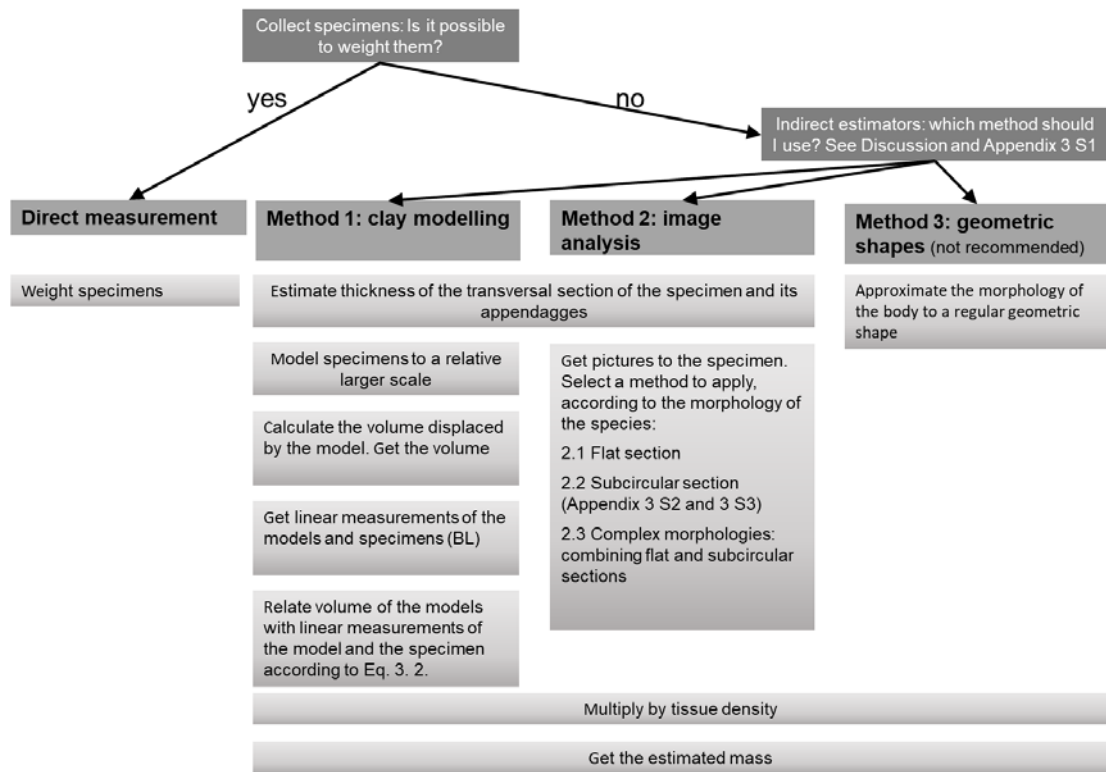 Collect specimens: Is it possible
to weight them?
yes
no
Indirect estimators: which method should
I use? See Discussion and Appendix 3 S1
Direct measurement
Method 1: clay modelling
Method 2: image
analysis
Method 3: geometric
shapes (not recommended)
Weight specimens
Estimate thickness of the transversal section of the specimen and its
appendagges
Approximate the morphology of
the body to a regular geometric
shape
Model specimens to a relative
larger scale
Calculate the volume displaced
by the model. Get the volume
Get linear measurements of the
models and specimens (BL)
Relate volume of the models
with linear measurements of
the model and the specimen
according to Eq. 3. 2.
Get pictures to the specimen.
Select a method to apply,
according to the morphology of
the species:
2.1 Flat section
2.2 Subcircular section
(Appendix 3 S2 and 3 S3)
2.3 Complex morphologies:
combining flat and subcircular
sections
Multiply by tissue density
Get the estimated mass